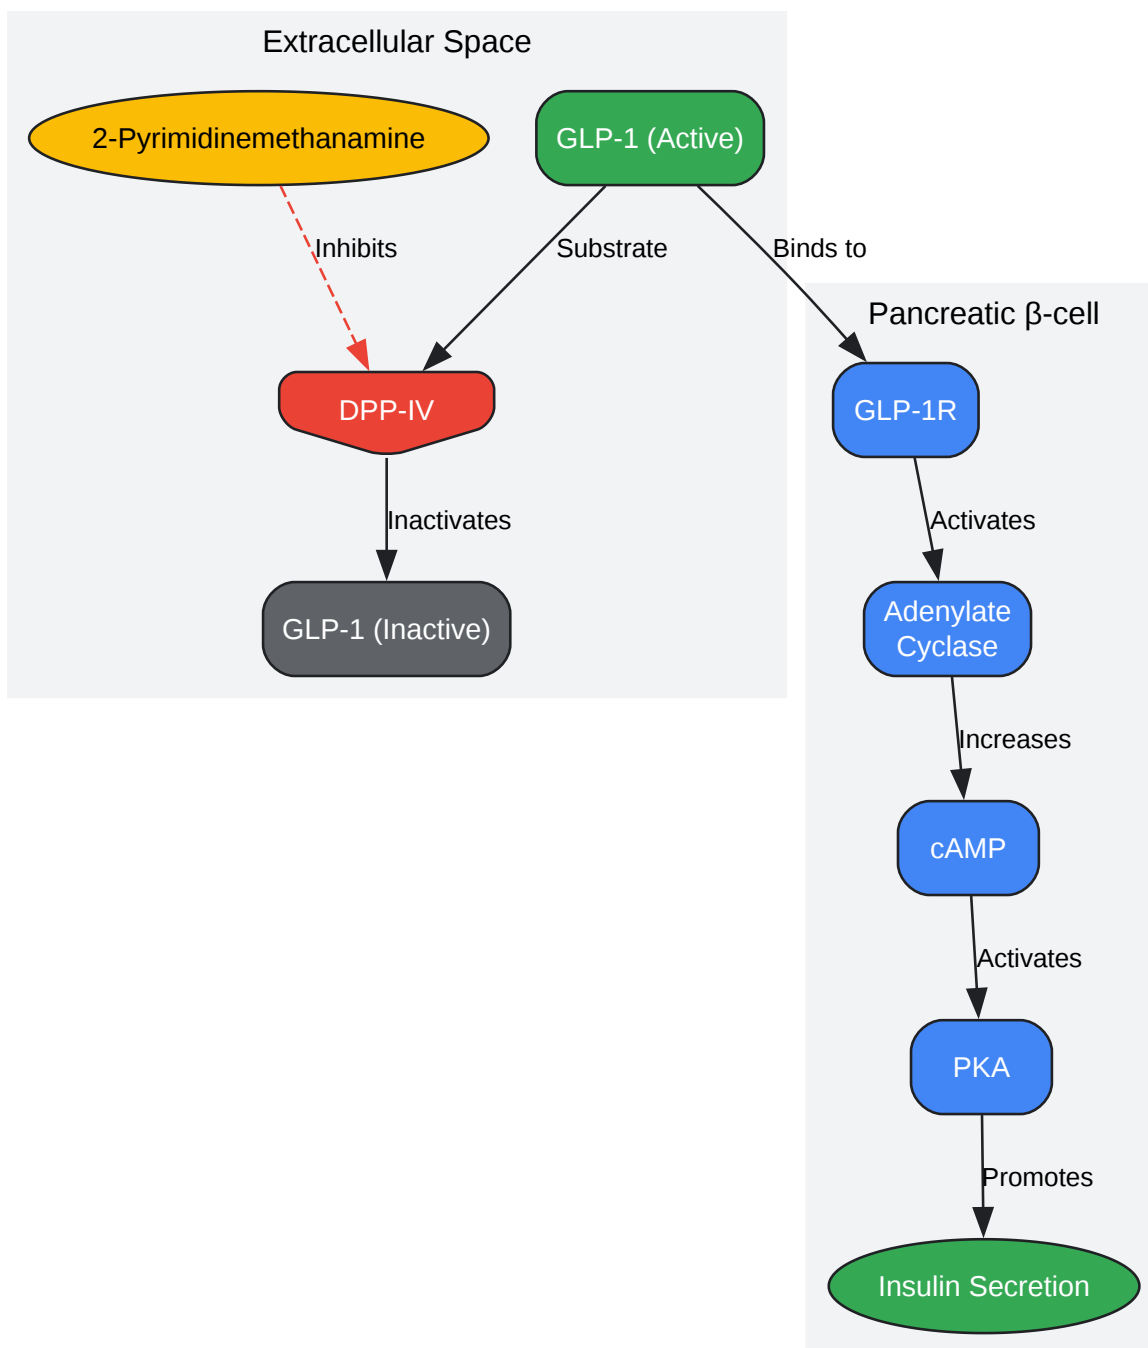 Extracellular Space
2-Pyrimidinemethanamine
GLP-1 (Active)
Inhibits
Substrate
Binds to
Pancreatic β-cell
DPP-IV
GLP-1R
Inactivates
Activates
GLP-1 (Inactive)
Adenylate
Cyclase
Increases
cAMP
Activates
PKA
Promotes
Insulin Secretion